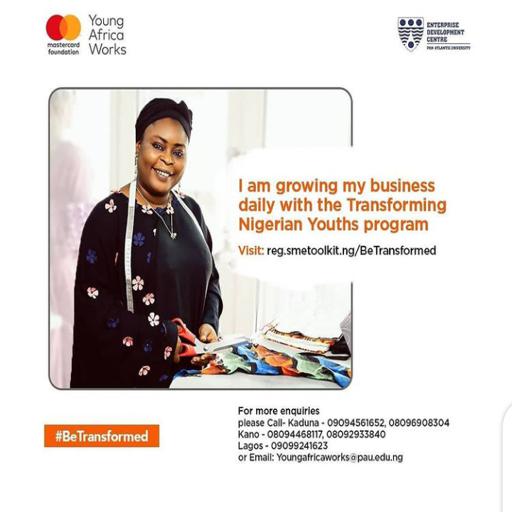 mastercard
foundation
Young
Africa
Works
ENTERPRISE
DEVELOPMENT
CENTRE
PAN-ATLANTIC UNIVERSITY
I am growing my business
daily with the Transforming
Nigerian Youths program
Visit: reg.smetoolkit.ng/BeTransformed
#BeTransformed
For more enquiries
please Call- Kaduna - 09094561652, 08096908304
Kano - 08094468117, 08092933840
Lagos - 09099241623
or Email: Youngafricaworks@pau.edu.ng